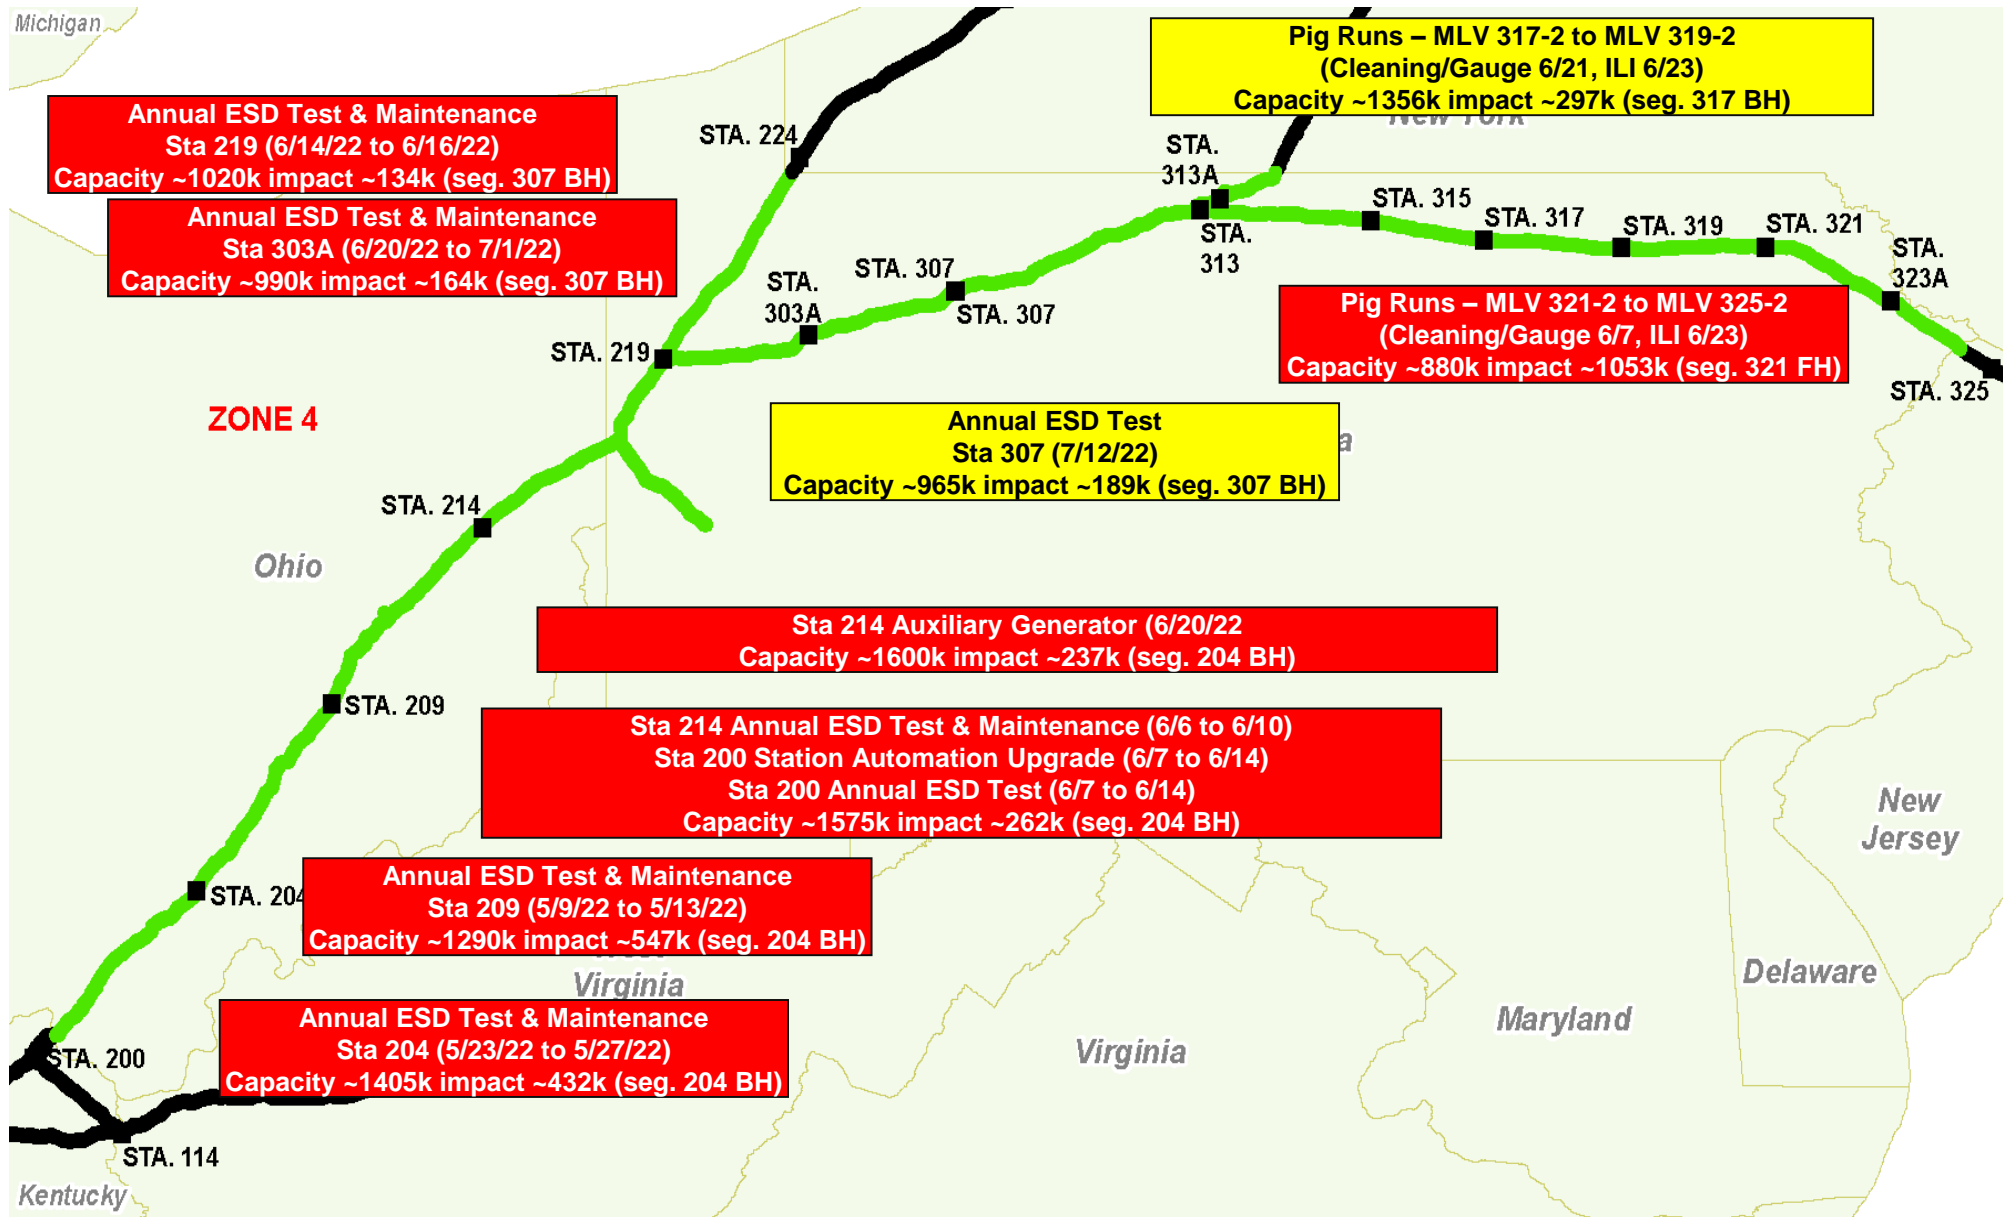 Michigan
Pig Runs – MLV 317-2 to MLV 319-2
(Cleaning/Gauge 6/21, ILI 6/23)
Capacity ~1356k impact ~297k (seg. 317 BH)
New York
Annual ESD Test & Maintenance
Sta 219 (6/14/22 to 6/16/22)
Capacity ~1020k impact ~134k (seg. 307 BH)
STA. 224
STA.
313A
Annual ESD Test & Maintenance
Sta 303A (6/20/22 to 7/1/22)
Capacity ~990k impact ~164k (seg. 307 BH)
STA. 315
STA. 317
STA. 319
STA. 321
STA.
313
STA.
323A
STA. 307
STA.
303A
STA. 307
Pig Runs – MLV 321-2 to MLV 325-2
(Cleaning/Gauge 6/7, ILI 6/23)
Capacity ~880k impact ~1053k (seg. 321 FH)
STA. 219
STA. 325
ZONE 4
Annual ESD Test
Sta 307 (7/12/22)
Capacity ~965k impact ~189k (seg. 307 BH)
a
STA. 214
Ohio
Sta 214 Auxiliary Generator (6/20/22
Capacity ~1600k impact ~237k (seg. 204 BH)
STA. 209
Sta 214 Annual ESD Test & Maintenance (6/6 to 6/10)
Sta 200 Station Automation Upgrade (6/7 to 6/14)
Sta 200 Annual ESD Test (6/7 to 6/14)
Capacity ~1575k impact ~262k (seg. 204 BH)
New
Jersey
STA. 204
Annual ESD Test & Maintenance
Sta 209 (5/9/22 to 5/13/22)
Capacity ~1290k impact ~547k (seg. 204 BH)
West
Virginia
Delaware
Annual ESD Test & Maintenance
Sta 204 (5/23/22 to 5/27/22)
Capacity ~1405k impact ~432k (seg. 204 BH)
Maryland
Virginia
STA. 200
STA. 114
Kentucky